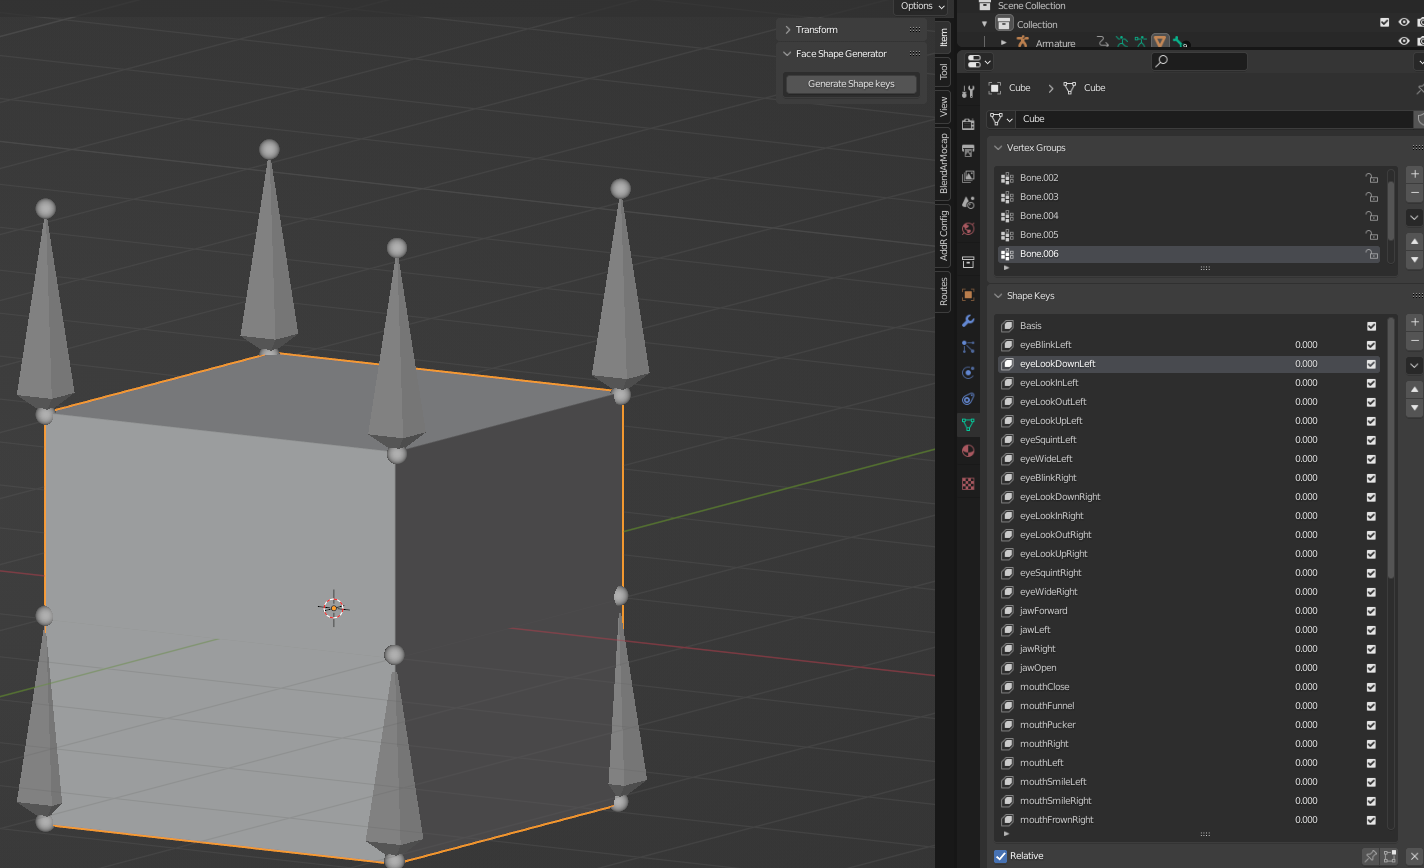 Options
Transform
Face Shape Generator
Generate Shape keys
Item
Tool
View
BlendArMocap
AddR Config
Routes
Scene Collection
Collection
Armature
Cube
Cube
Cube
Vertex Groups
Bone.002
Bone.003
Bone.004
Bone.005
Bone.006
Shape Keys
Basis
eyeBlinkLeft 0.000
eyeLookDownLeft 0.000
eyeLookInLeft 0.000
eyeLookOutLeft 0.000
eyeLookUpLeft 0.000
eyeSquintLeft 0.000
eyeWideLeft 0.000
eyeBlinkRight 0.000
eyeLookDownRight 0.000
eyeLookInRight 0.000
eyeLookOutRight 0.000
eyeLookUpRight 0.000
eyeSquintRight 0.000
eyeWideRight 0.000
jawForward 0.000
jawLeft 0.000
jawRight 0.000
jawOpen 0.000
mouthClose 0.000
mouthFunnel 0.000
mouthPucker 0.000
mouthRight 0.000
mouthLeft 0.000
mouthSmileLeft 0.000
mouthSmileRight 0.000
mouthFrownRight 0.000
Relative